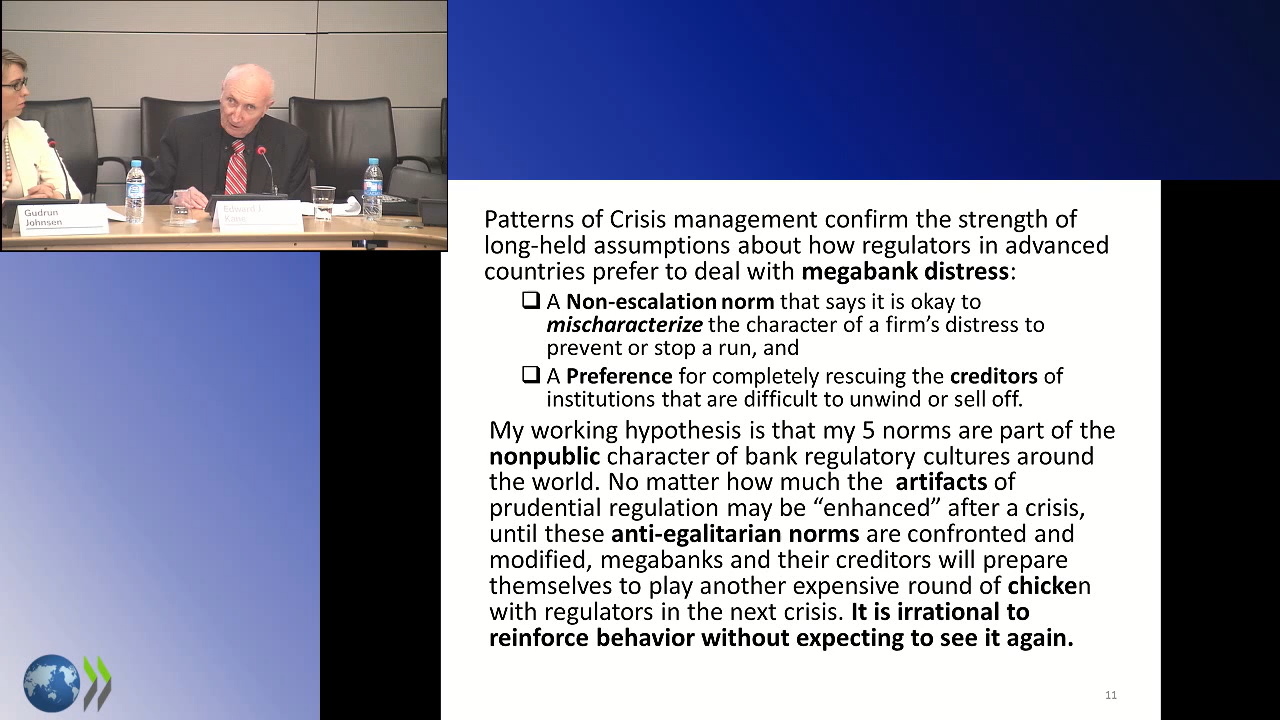 Gudrun
Johnsen
Edward J.
Kane
Patterns of Crisis management confirm the strength of
long-held assumptions about how regulators in advanced
countries prefer to deal with megabank distress:
A Non-escalation norm that says it is okay to
mischaracterize the character of a firm's distress to
prevent or stop a run, and
A Preference for completely rescuing the creditors of
institutions that are difficult to unwind or sell off.
My working hypothesis is that my 5 norms are part of the
nonpublic character of bank regulatory cultures around
the world. No matter how much the artifacts of
prudential regulation may be “enhanced” after a crisis,
until these anti-egalitarian norms are confronted and
modified, megabanks and their creditors will prepare
themselves to play another expensive round of chicken
with regulators in the next crisis. It is irrational to
reinforce behavior without expecting to see it again.
11